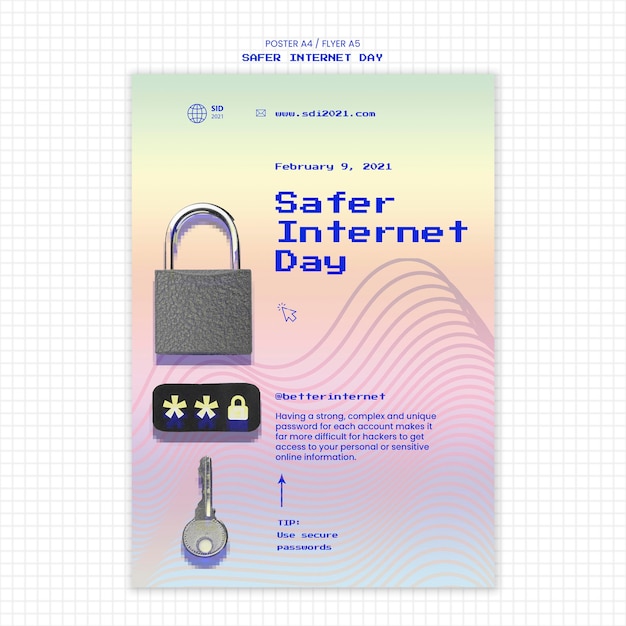 POSTER A4 / FLYER A5
SAFER INTERNET DAY
SID
2021
www.sdi2021.com
February 9, 2021
Safer
Internet
Day
@betterinternet
Having a strong, complex and unique
password for each account makes it
far more difficult for hackers to get
access to your personal or sensitive
online information.
TIP:
Use secure
passwords